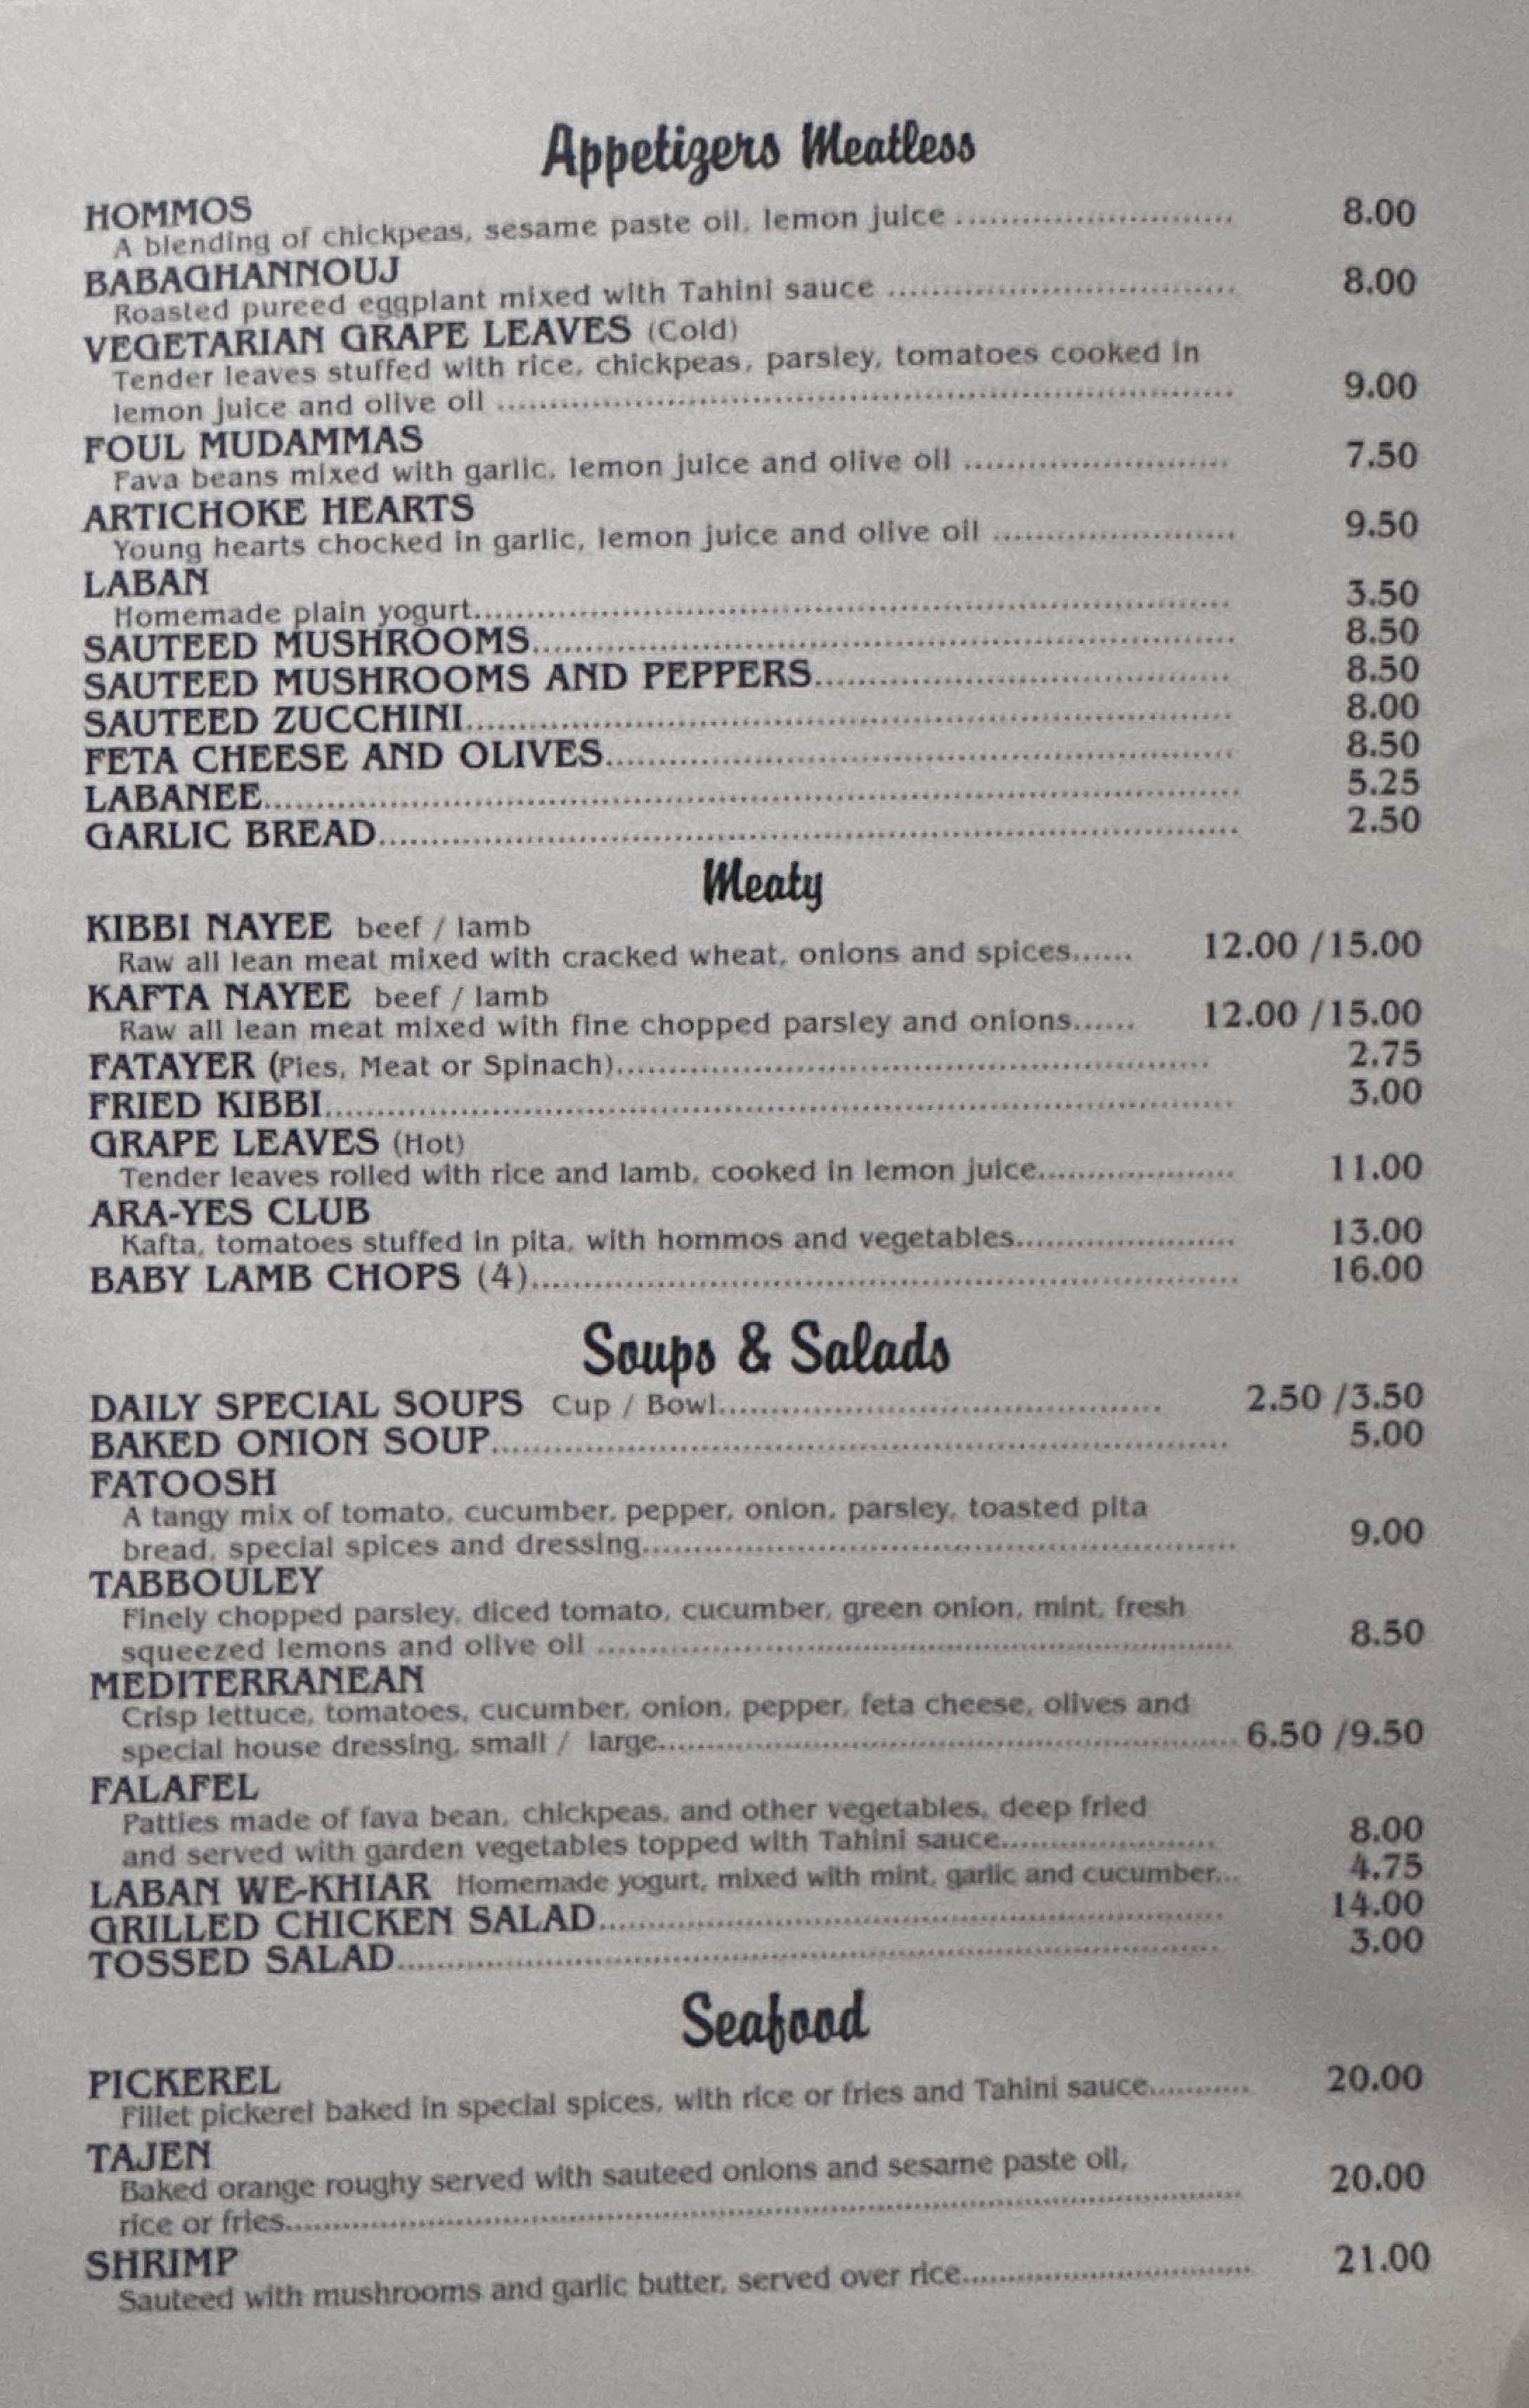 Appetizers Meatless
HOMMOS
A blending of chickpeas, sesame paste oil, lemon juice ........................... 8.00
BABAGHANNOUJ
Roasted pureed eggplant mixed with Tahini sauce .................................. 8.00
VEGETARIAN GRAPE LEAVES (Cold)
Tender leaves stuffed with rice, chickpeas, parsley, tomatoes cooked in
lemon juice and olive oil ........................................................................ 9.00
FOUL MUDAMMAS
Fava beans mixed with garlic, lemon juice and olive oil .......................... 7.50
ARTICHOKE HEARTS
Young hearts chocked in garlic, lemon juice and olive oil ........................ 9.50
LABAN
Homemade plain yogurt........................................................................... 3.50
SAUTEED MUSHROOMS..................................................................... 8.50
SAUTEED MUSHROOMS AND PEPPERS......................................... 8.50
SAUTEED ZUCCHINI........................................................................... 8.00
FETA CHEESE AND OLIVES.............................................................. 8.50
LABANEE............................................................................................... 5.25
GARLIC BREAD.................................................................................... 2.50
Meaty
KIBBI NAYEE beef / lamb
Raw all lean meat mixed with cracked wheat, onions and spices...... 12.00 /15.00
KAFTA NAYEE beef / lamb
Raw all lean meat mixed with fine chopped parsley and onions...... 12.00 /15.00
FATAYER (Pies, Meat or Spinach).......................................................... 2.75
FRIED KIBBI......................................................................................... 3.00
GRAPE LEAVES (Hot)
Tender leaves rolled with rice and lamb, cooked in lemon juice.................... 11.00
ARA-YES CLUB
Kafta, tomatoes stuffed in pita, with hommos and vegetables...................... 13.00
BABY LAMB CHOPS (4)...................................................................... 16.00
Soups & Salads
DAILY SPECIAL SOUPS Cup / Bowl............................................ 2.50 /3.50
BAKED ONION SOUP......................................................................... 5.00
FATOOSH
A tangy mix of tomato, cucumber, pepper, onion, parsley, toasted pita
bread, special spices and dressing........................................................... 9.00
TABBOULEY
Finely chopped parsley, diced tomato, cucumber, green onion, mint, fresh
squeezed lemons and olive oil ............................................................... 8.50
MEDITERRANEAN
Crisp lettuce, tomatoes, cucumber, onion, pepper, feta cheese, olives and
special house dressing, small / large......................................................... 6.50 /9.50
FALAFEL
Patties made of fava bean, chickpeas, and other vegetables, deep fried
and served with garden vegetables topped with Tahini sauce..................... 8.00
LABAN WE-KHIAR Homemade yogurt, mixed with mint, garlic and cucumber... 4.75
GRILLED CHICKEN SALAD.............................................................. 14.00
TOSSED SALAD.................................................................................. 3.00
Seafood
PICKEREL
Fillet pickerel baked in special spices, with rice or fries and Tahini sauce........... 20.00
TAJEN
Baked orange roughy served with sauteed onions and sesame paste oil,
rice or fries............................................................................................... 20.00
SHRIMP
Sauteed with mushrooms and garlic butter, served over rice............................. 21.00